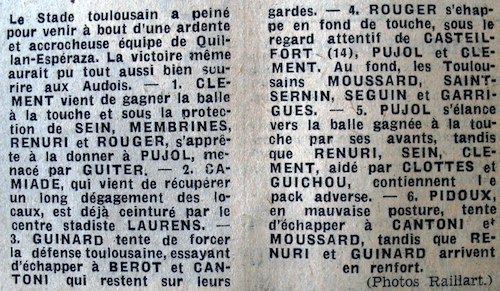 Le Stade toulousain a peiné
pour venir à bout d'une ardente
et accrocheuse équipe de Quil-
lan-Espéraza. La victoire même
aurait pu tout aussi bien sou-
rire aux Audois. — 1. CLE-
MENT vient de gagner la balle
à la touche et sous la protec-
tion de SEIN, MEMBRINES,
RENURI et ROUGER, s'apprê-
te à la donner à PUJOL, me-
nacé par GUITER. — 2. CA-
MIADE, qui vient de récupérer
un long dégagement des lo-
caux, est déjà ceinturé par le
centre stadiste LAURENS. —
3. GUINARD tente de forcer
la défense toulousaine, essayant
d'échapper à BEROT et CAN-
TONI qui restent sur leurs
gardes. — 4. ROUGER s'échap-
pe en fond de touche, sous le
regard attentif de CASTEIL-
FORT (14), PUJOL et CLE-
MENT. Au fond, les Toulou-
sains MOUSSARD, SAINT-
SERNIN, SEGUIN et GARRI-
GUES. — 5. PUJOL s'élance
vers la balle gagnée à la tou-
che par ses avants, tandis
que RENURI, SEIN, CLE-
MENT, aidé par CLOTTES et
GUICHOU, contiennent le
pack adverse. — 6. PIDOUX,
en mauvaise posture, tente
d'échapper à CANTONI et
MOUSSARD, tandis que RE-
NURI et GUINARD arrivent
en renfort.
(Photos Raillart.)